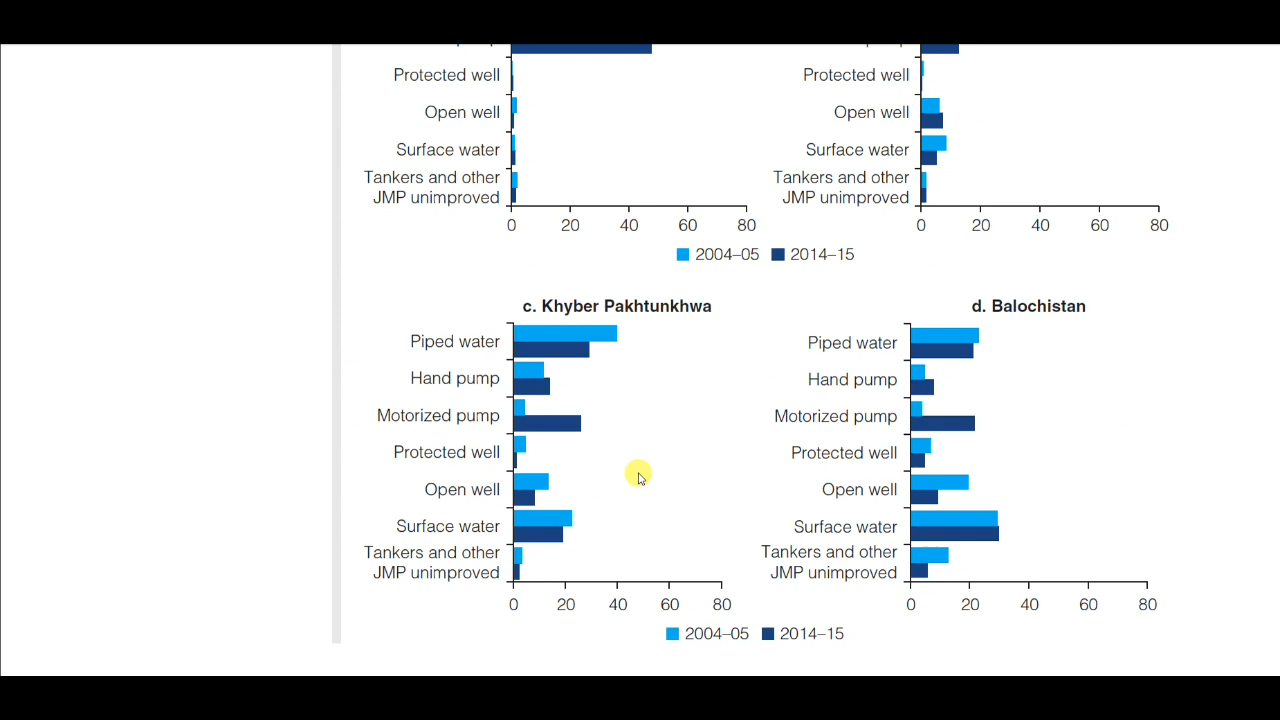 Protected well
Open well
Surface water
Tankers and other
JMP unimproved
0 20 40 60 80
Protected well
Open well
Surface water
Tankers and other
JMP unimproved
0 20 40 60 80
2004–05 2014–15
c. Khyber Pakhtunkhwa
Piped water
Hand pump
Motorized pump
Protected well
Open well
Surface water
Tankers and other
JMP unimproved
0 20 40 60 80
d. Balochistan
Piped water
Hand pump
Motorized pump
Protected well
Open well
Surface water
Tankers and other
JMP unimproved
0 20 40 60 80
2004–05 2014–15